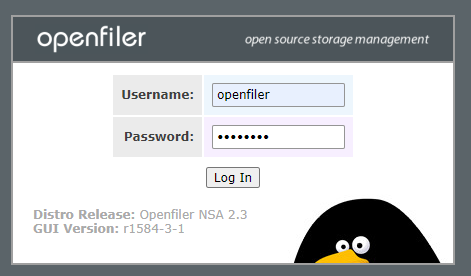 openfiler open source storage management
Username: openfiler
Password: ••••••••
Log In
Distro Release: Openfiler NSA 2.3
GUI Version: r1584-3-1